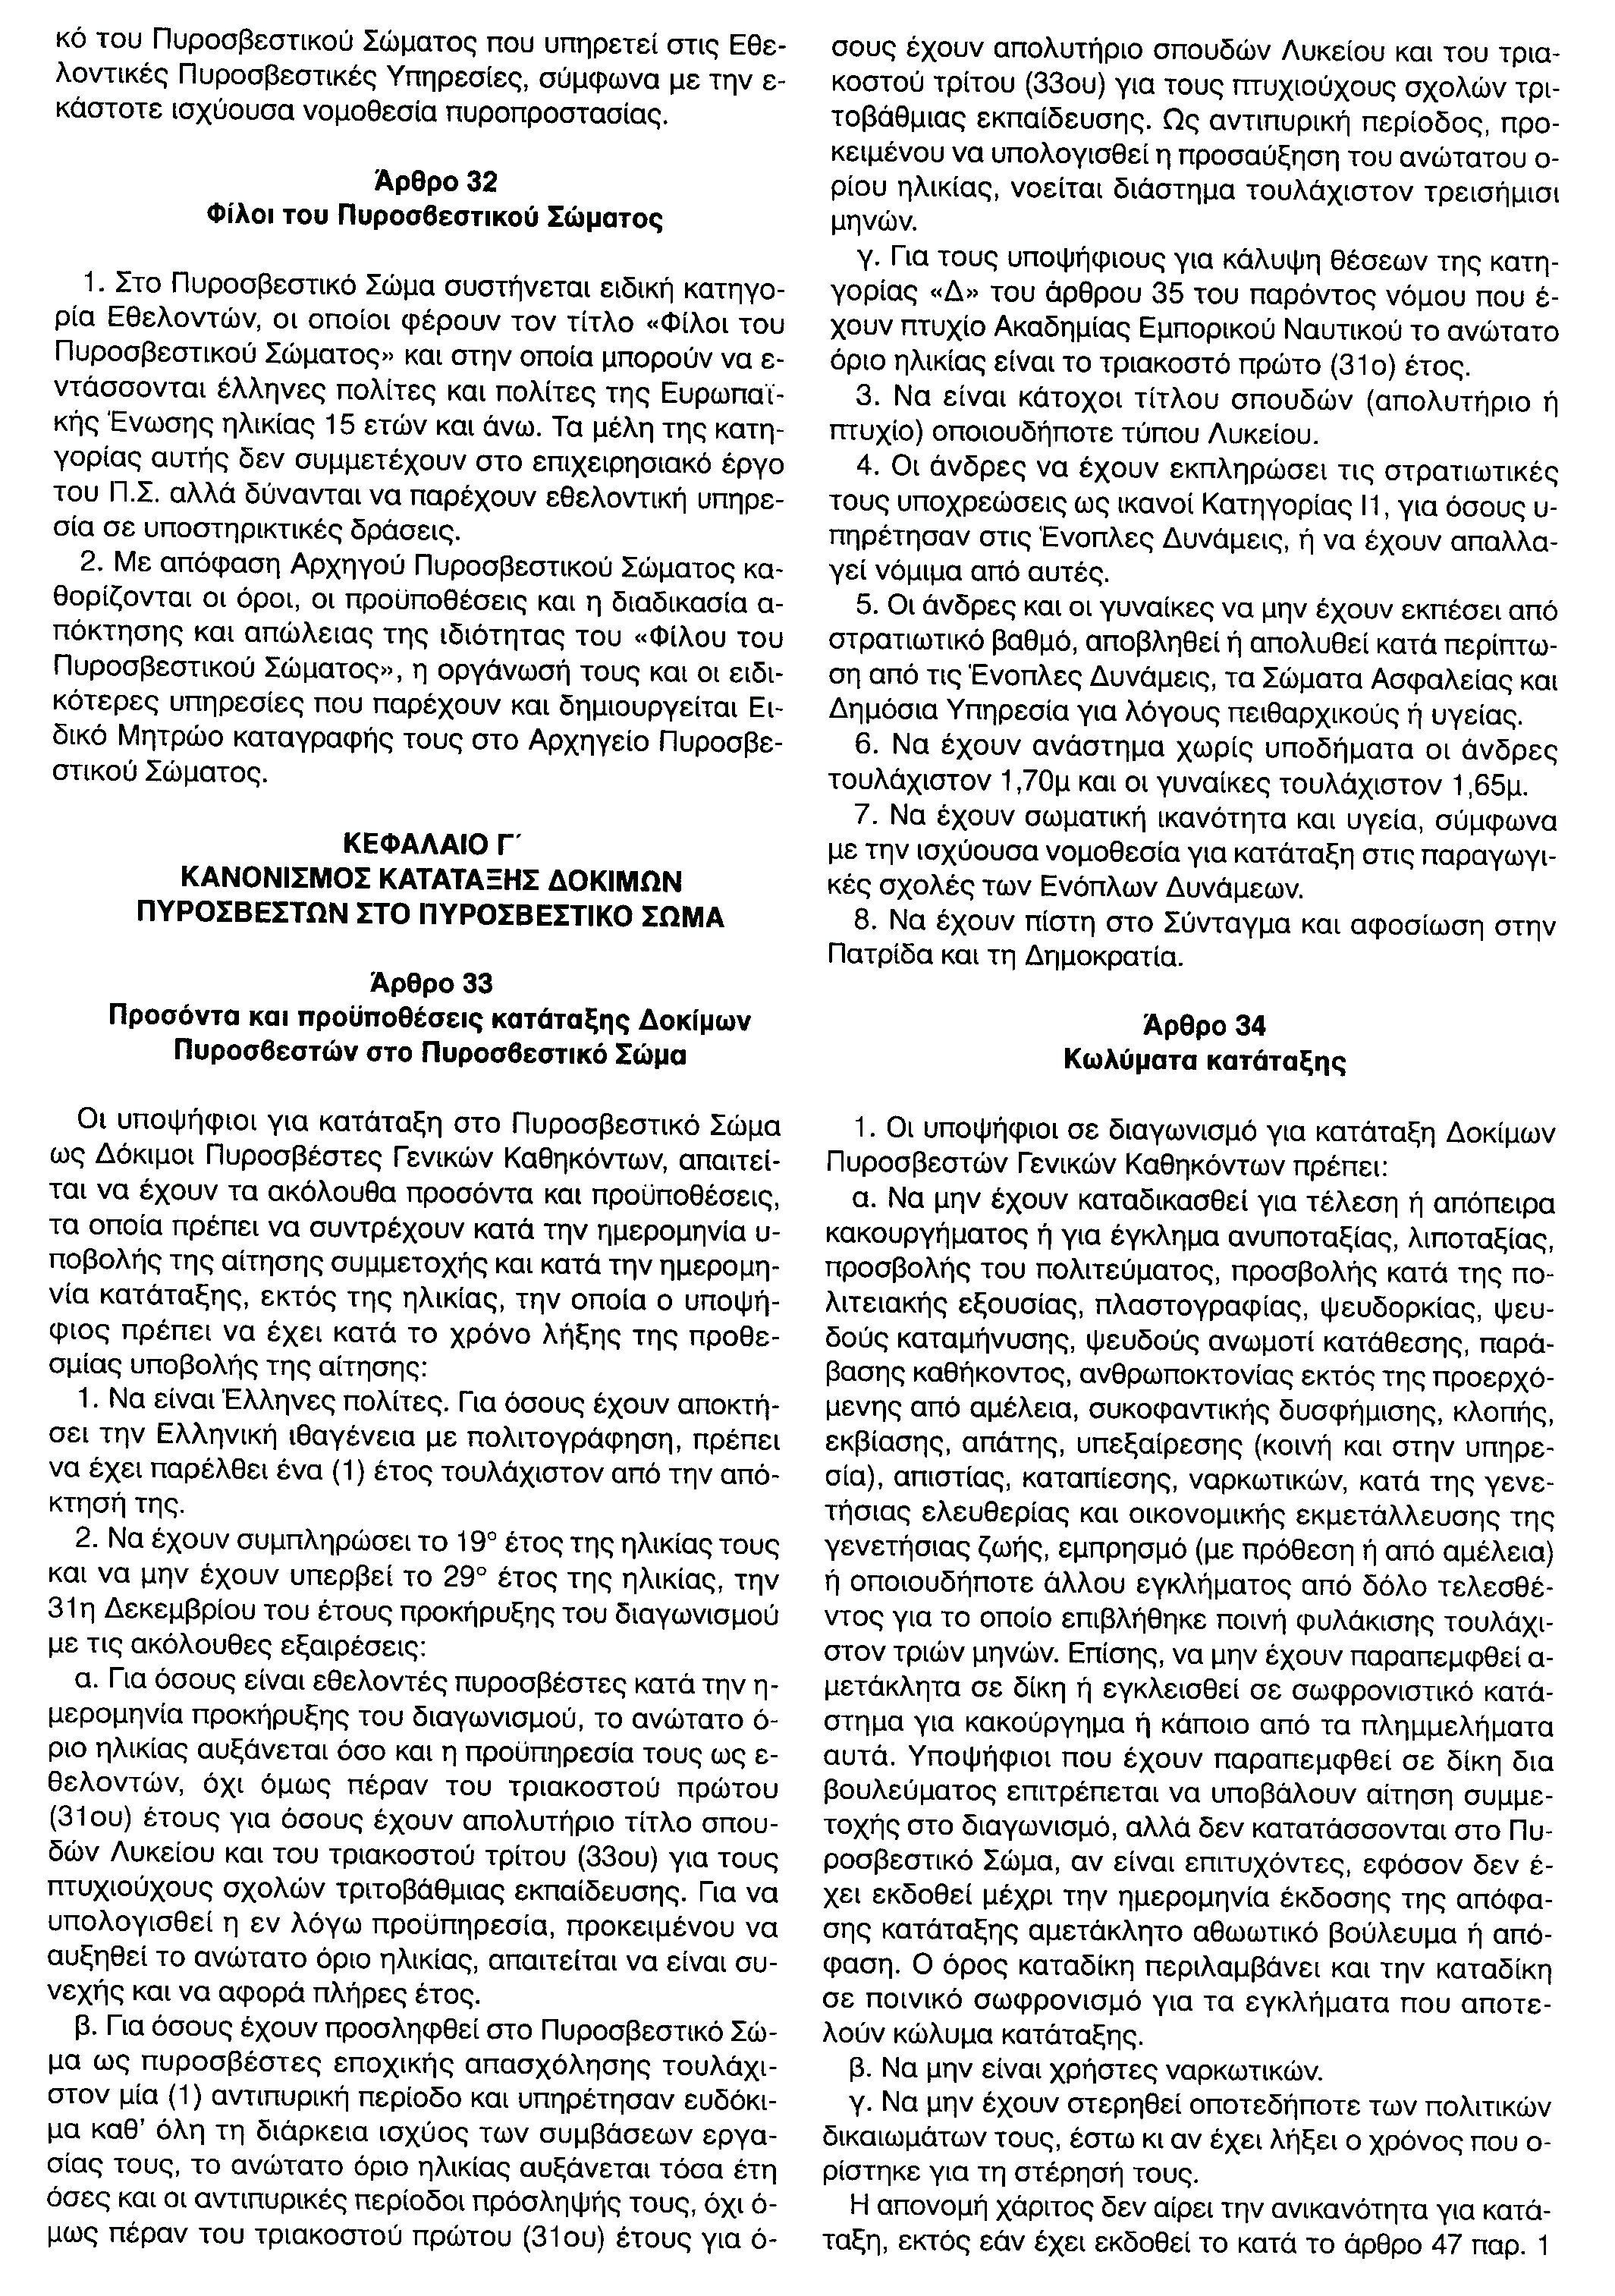 κό του Πυροσβεστικού Σώματος που υπηρετεί στις Εθε-
λοντικές Πυροσβεστικές Υπηρεσίες, σύμφωνα με την ε-
κάστοτε ισχύουσα νομοθεσία πυροπροστασίας.
Άρθρο 32
Φίλοι του Πυροσβεστικού Σώματος
1. Στο Πυροσβεστικό Σώμα συστήνεται ειδική κατηγο-
ρία Εθελοντών, οι οποίοι φέρουν τον τίτλο «Φίλοι του
Πυροσβεστικού Σώματος» και στην οποία μπορούν να ε-
ντάσσονται έλληνες πολίτες και πολίτες της Ευρωπαϊ-
κής Ένωσης ηλικίας 15 ετών και άνω. Τα μέλη της κατη-
γορίας αυτής δεν συμμετέχουν στο επιχειρησιακό έργο
του Π.Σ. αλλά δύνανται να παρέχουν εθελοντική υπηρε-
σία σε υποστηρικτικές δράσεις.
2. Με απόφαση Αρχηγού Πυροσβεστικού Σώματος κα-
θορίζονται οι όροι, οι προϋποθέσεις και η διαδικασία α-
πόκτησης και απώλειας της ιδιότητας του «Φίλου του
Πυροσβεστικού Σώματος», η οργάνωσή τους και οι ειδι-
κότερες υπηρεσίες που παρέχουν και δημιουργείται Ει-
δικό Μητρώο καταγραφής τους στο Αρχηγείο Πυροσβε-
στικού Σώματος.
ΚΕΦΑΛΑΙΟ Γ΄
ΚΑΝΟΝΙΣΜΟΣ ΚΑΤΑΤΑΞΗΣ ΔΟΚΙΜΩΝ
ΠΥΡΟΣΒΕΣΤΩΝ ΣΤΟ ΠΥΡΟΣΒΕΣΤΙΚΟ ΣΩΜΑ
Άρθρο 33
Προσόντα και προϋποθέσεις κατάταξης Δοκίμων
Πυροσβεστών στο Πυροσβεστικό Σώμα
Οι υποψήφιοι για κατάταξη στο Πυροσβεστικό Σώμα
ως Δόκιμοι Πυροσβέστες Γενικών Καθηκόντων, απαιτεί-
ται να έχουν τα ακόλουθα προσόντα και προϋποθέσεις,
τα οποία πρέπει να συντρέχουν κατά την ημερομηνία υ-
ποβολής της αίτησης συμμετοχής και κατά την ημερομη-
νία κατάταξης, εκτός της ηλικίας, την οποία ο υποψή-
φιος πρέπει να έχει κατά το χρόνο λήξης της προθε-
σμίας υποβολής της αίτησης:
1. Να είναι Έλληνες πολίτες. Για όσους έχουν αποκτή-
σει την Ελληνική ιθαγένεια με πολιτογράφηση, πρέπει
να έχει παρέλθει ένα (1) έτος τουλάχιστον από την από-
κτησή της.
2. Να έχουν συμπληρώσει το 19° έτος της ηλικίας τους
και να μην έχουν υπερβεί το 29° έτος της ηλικίας, την
31η Δεκεμβρίου του έτους προκήρυξης του διαγωνισμού
με τις ακόλουθες εξαιρέσεις:
α. Για όσους είναι εθελοντές πυροσβέστες κατά την η-
μερομηνία προκήρυξης του διαγωνισμού, το ανώτατο ό-
ριο ηλικίας αυξάνεται όσο και η προϋπηρεσία τους ως ε-
θελοντών, όχι όμως πέραν του τριακοστού πρώτου
(31ου) έτους για όσους έχουν απολυτήριο τίτλο σπου-
δών Λυκείου και του τριακοστού τρίτου (33ου) για τους
πτυχιούχους σχολών τριτοβάθμιας εκπαίδευσης. Για να
υπολογισθεί η εν λόγω προϋπηρεσία, προκειμένου να
αυξηθεί το ανώτατο όριο ηλικίας, απαιτείται να είναι συ-
νεχής και να αφορά πλήρες έτος.
β. Για όσους έχουν προσληφθεί στο Πυροσβεστικό Σώ-
μα ως πυροσβέστες εποχικής απασχόλησης τουλάχι-
στον μία (1) αντιπυρική περίοδο και υπηρέτησαν ευδόκι-
μα καθ’ όλη τη διάρκεια ισχύος των συμβάσεων εργα-
σίας τους, το ανώτατο όριο ηλικίας αυξάνεται τόσα έτη
όσες και οι αντιπυρικές περίοδοι πρόσληψής τους, όχι ό-
μως πέραν του τριακοστού πρώτου (31ου) έτους για ό-
σους έχουν απολυτήριο σπουδών Λυκείου και του τρια-
κοστού τρίτου (33ου) για τους πτυχιούχους σχολών τρι-
τοβάθμιας εκπαίδευσης. Ως αντιπυρική περίοδος, προ-
κειμένου να υπολογισθεί η προσαύξηση του ανώτατου ο-
ρίου ηλικίας, νοείται διάστημα τουλάχιστον τρεισήμισι
μηνών.
γ. Για τους υποψήφιους για κάλυψη θέσεων της κατη-
γορίας «Δ» του άρθρου 35 του παρόντος νόμου που έ-
χουν πτυχίο Ακαδημίας Εμπορικού Ναυτικού το ανώτατο
όριο ηλικίας είναι το τριακοστό πρώτο (31ο) έτος.
3. Να είναι κάτοχοι τίτλου σπουδών (απολυτήριο ή
πτυχίο) οποιουδήποτε τύπου Λυκείου.
4. Οι άνδρες να έχουν εκπληρώσει τις στρατιωτικές
τους υποχρεώσεις ως ικανοί Κατηγορίας Ι1, για όσους υ-
πηρέτησαν στις Ένοπλες Δυνάμεις, ή να έχουν απαλλα-
γεί νόμιμα από αυτές.
5. Οι άνδρες και οι γυναίκες να μην έχουν εκπέσει από
στρατιωτικό βαθμό, αποβληθεί ή απολυθεί κατά περίπτω-
ση από τις Ένοπλες Δυνάμεις, τα Σώματα Ασφαλείας και
Δημόσια Υπηρεσία για λόγους πειθαρχικούς ή υγείας.
6. Να έχουν ανάστημα χωρίς υποδήματα οι άνδρες
τουλάχιστον 1,70μ και οι γυναίκες τουλάχιστον 1,65μ.
7. Να έχουν σωματική ικανότητα και υγεία, σύμφωνα
με την ισχύουσα νομοθεσία για κατάταξη στις παραγωγι-
κές σχολές των Ενόπλων Δυνάμεων.
8. Να έχουν πίστη στο Σύνταγμα και αφοσίωση στην
Πατρίδα και τη Δημοκρατία.
Άρθρο 34
Κωλύματα κατάταξης
1. Οι υποψήφιοι σε διαγωνισμό για κατάταξη Δοκίμων
Πυροσβεστών Γενικών Καθηκόντων πρέπει:
α. Να μην έχουν καταδικασθεί για τέλεση ή απόπειρα
κακουργήματος ή για έγκλημα ανυποταξίας, λιποταξίας,
προσβολής του πολιτεύματος, προσβολής κατά της πο-
λιτειακής εξουσίας, πλαστογραφίας, ψευδορκίας, ψευ-
δούς καταμήνυσης, ψευδούς ανωμοτί κατάθεσης, παρά-
βασης καθήκοντος, ανθρωποκτονίας εκτός της προερχό-
μενης από αμέλεια, συκοφαντικής δυσφήμισης, κλοπής,
εκβίασης, απάτης, υπεξαίρεσης (κοινή και στην υπηρε-
σία), απιστίας, καταπίεσης, ναρκωτικών, κατά της γενε-
τήσιας ελευθερίας και οικονομικής εκμετάλλευσης της
γενετήσιας ζωής, εμπρησμό (με πρόθεση ή από αμέλεια)
ή οποιουδήποτε άλλου εγκλήματος από δόλο τελεσθέ-
ντος για το οποίο επιβλήθηκε ποινή φυλάκισης τουλάχι-
στον τριών μηνών. Επίσης, να μην έχουν παραπεμφθεί α-
μετάκλητα σε δίκη ή εγκλεισθεί σε σωφρονιστικό κατά-
στημα για κακούργημα ή κάποιο από τα πλημμελήματα
αυτά. Υποψήφιοι που έχουν παραπεμφθεί σε δίκη δια
βουλεύματος επιτρέπεται να υποβάλουν αίτηση συμμε-
τοχής στο διαγωνισμό, αλλά δεν κατατάσσονται στο Πυ-
ροσβεστικό Σώμα, αν είναι επιτυχόντες, εφόσον δεν έ-
χει εκδοθεί μέχρι την ημερομηνία έκδοσης της απόφα-
σης κατάταξης αμετάκλητο αθωωτικό βούλευμα ή από-
φαση. Ο όρος καταδίκη περιλαμβάνει και την καταδίκη
σε ποινικό σωφρονισμό για τα εγκλήματα που αποτε-
λούν κώλυμα κατάταξης.
β. Να μην είναι χρήστες ναρκωτικών.
γ. Να μην έχουν στερηθεί οποτεδήποτε των πολιτικών
δικαιωμάτων τους, έστω κι αν έχει λήξει ο χρόνος που ο-
ρίστηκε για τη στέρησή τους.
Η απονομή χάριτος δεν αίρει την ανικανότητα για κατά-
ταξη, εκτός εάν έχει εκδοθεί το κατά το άρθρο 47 παρ. 1